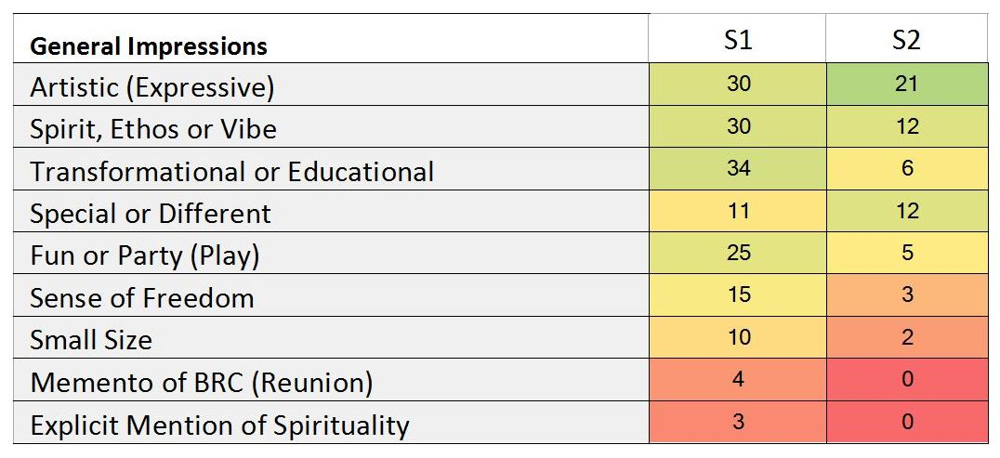 General Impressions S1 S2
Artistic (Expressive) 30 21
Spirit, Ethos or Vibe 30 12
Transformational or Educational 34 6
Special or Different 11 12
Fun or Party (Play) 25 5
Sense of Freedom 15 3
Small Size 10 2
Memento of BRC (Reunion) 4 0
Explicit Mention of Spirituality 3 0